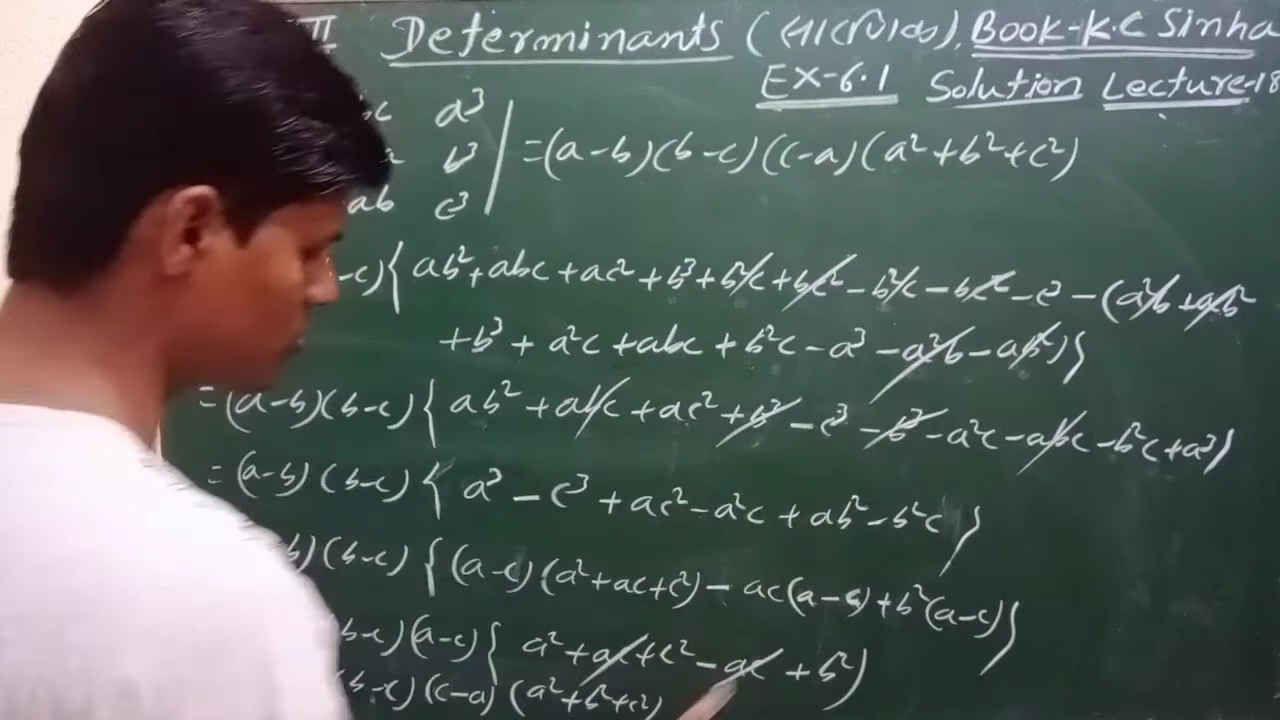 II Determinants (सारणिक), Book-K.C Sinha
EX-6.1 Solution Lecture-18
a³
b³ = (a-b)(b-c)(c-a)(a²+b²+c²)
ab c³
-c){ab²+abc+ac²+b³+b²c+bc²-b²c-bc²-c³-(a²b+ab²
+b³+a²c+abc+b²c-a³-a²b-ab²)}
=(a-b)(b-c){ab²+abc+ac²+b³-c³-b³-a²c-abc-b²c+a³}
=(a-b)(b-c){a³-c³+ac²-a²c+ab²-b²c}
b)(b-c){(a-c)(a²+ac+c²)-ac(a-c)+b²(a-c)}
b-c)(a-c){a²+ac+c²-ac+b²)
(b-c)(c-a)(a²+b²+c²)